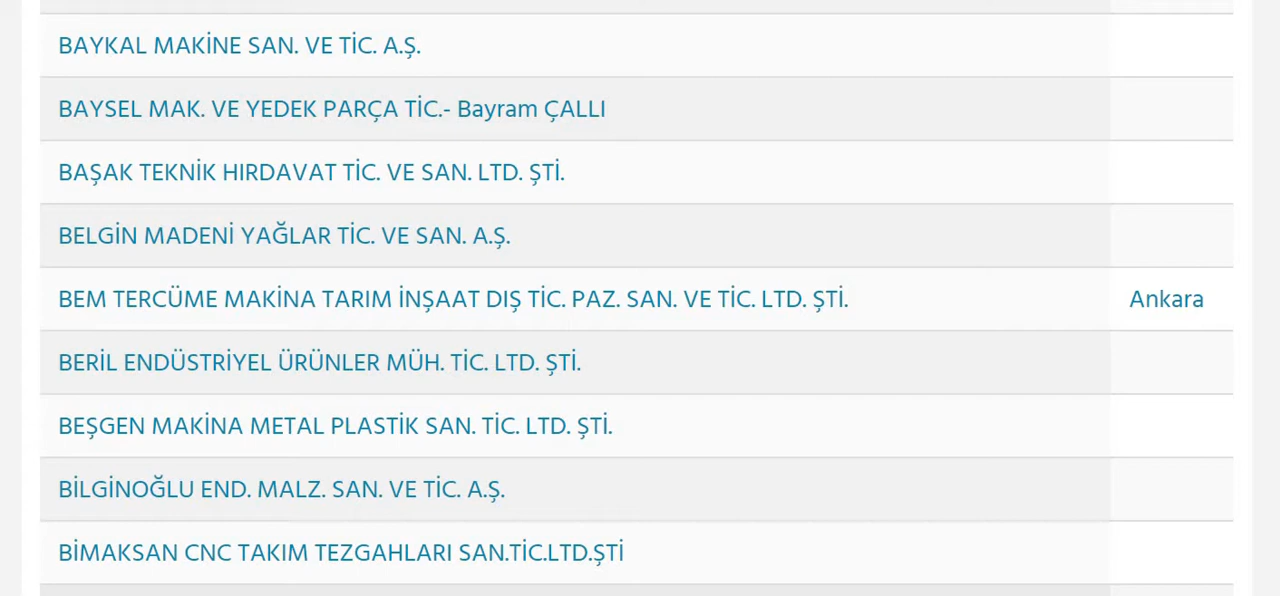 BAYKAL MAKİNE SAN. VE TİC. A.Ş.
BAYSEL MAK. VE YEDEK PARÇA TİC.- Bayram ÇALLI
BAŞAK TEKNİK HIRDAVAT TİC. VE SAN. LTD. ŞTİ.
BELGİN MADENİ YAĞLAR TİC. VE SAN. A.Ş.
BEM TERCÜME MAKİNA TARIM İNŞAAT DIŞ TİC. PAZ. SAN. VE TİC. LTD. ŞTİ. Ankara
BERİL ENDÜSTRİYEL ÜRÜNLER MÜH. TİC. LTD. ŞTİ.
BEŞGEN MAKİNA METAL PLASTİK SAN. TİC. LTD. ŞTİ.
BİLGİNOĞLU END. MALZ. SAN. VE TİC. A.Ş.
BİMAKSAN CNC TAKIM TEZGAHLARI SAN.TİC.LTD.ŞTİ